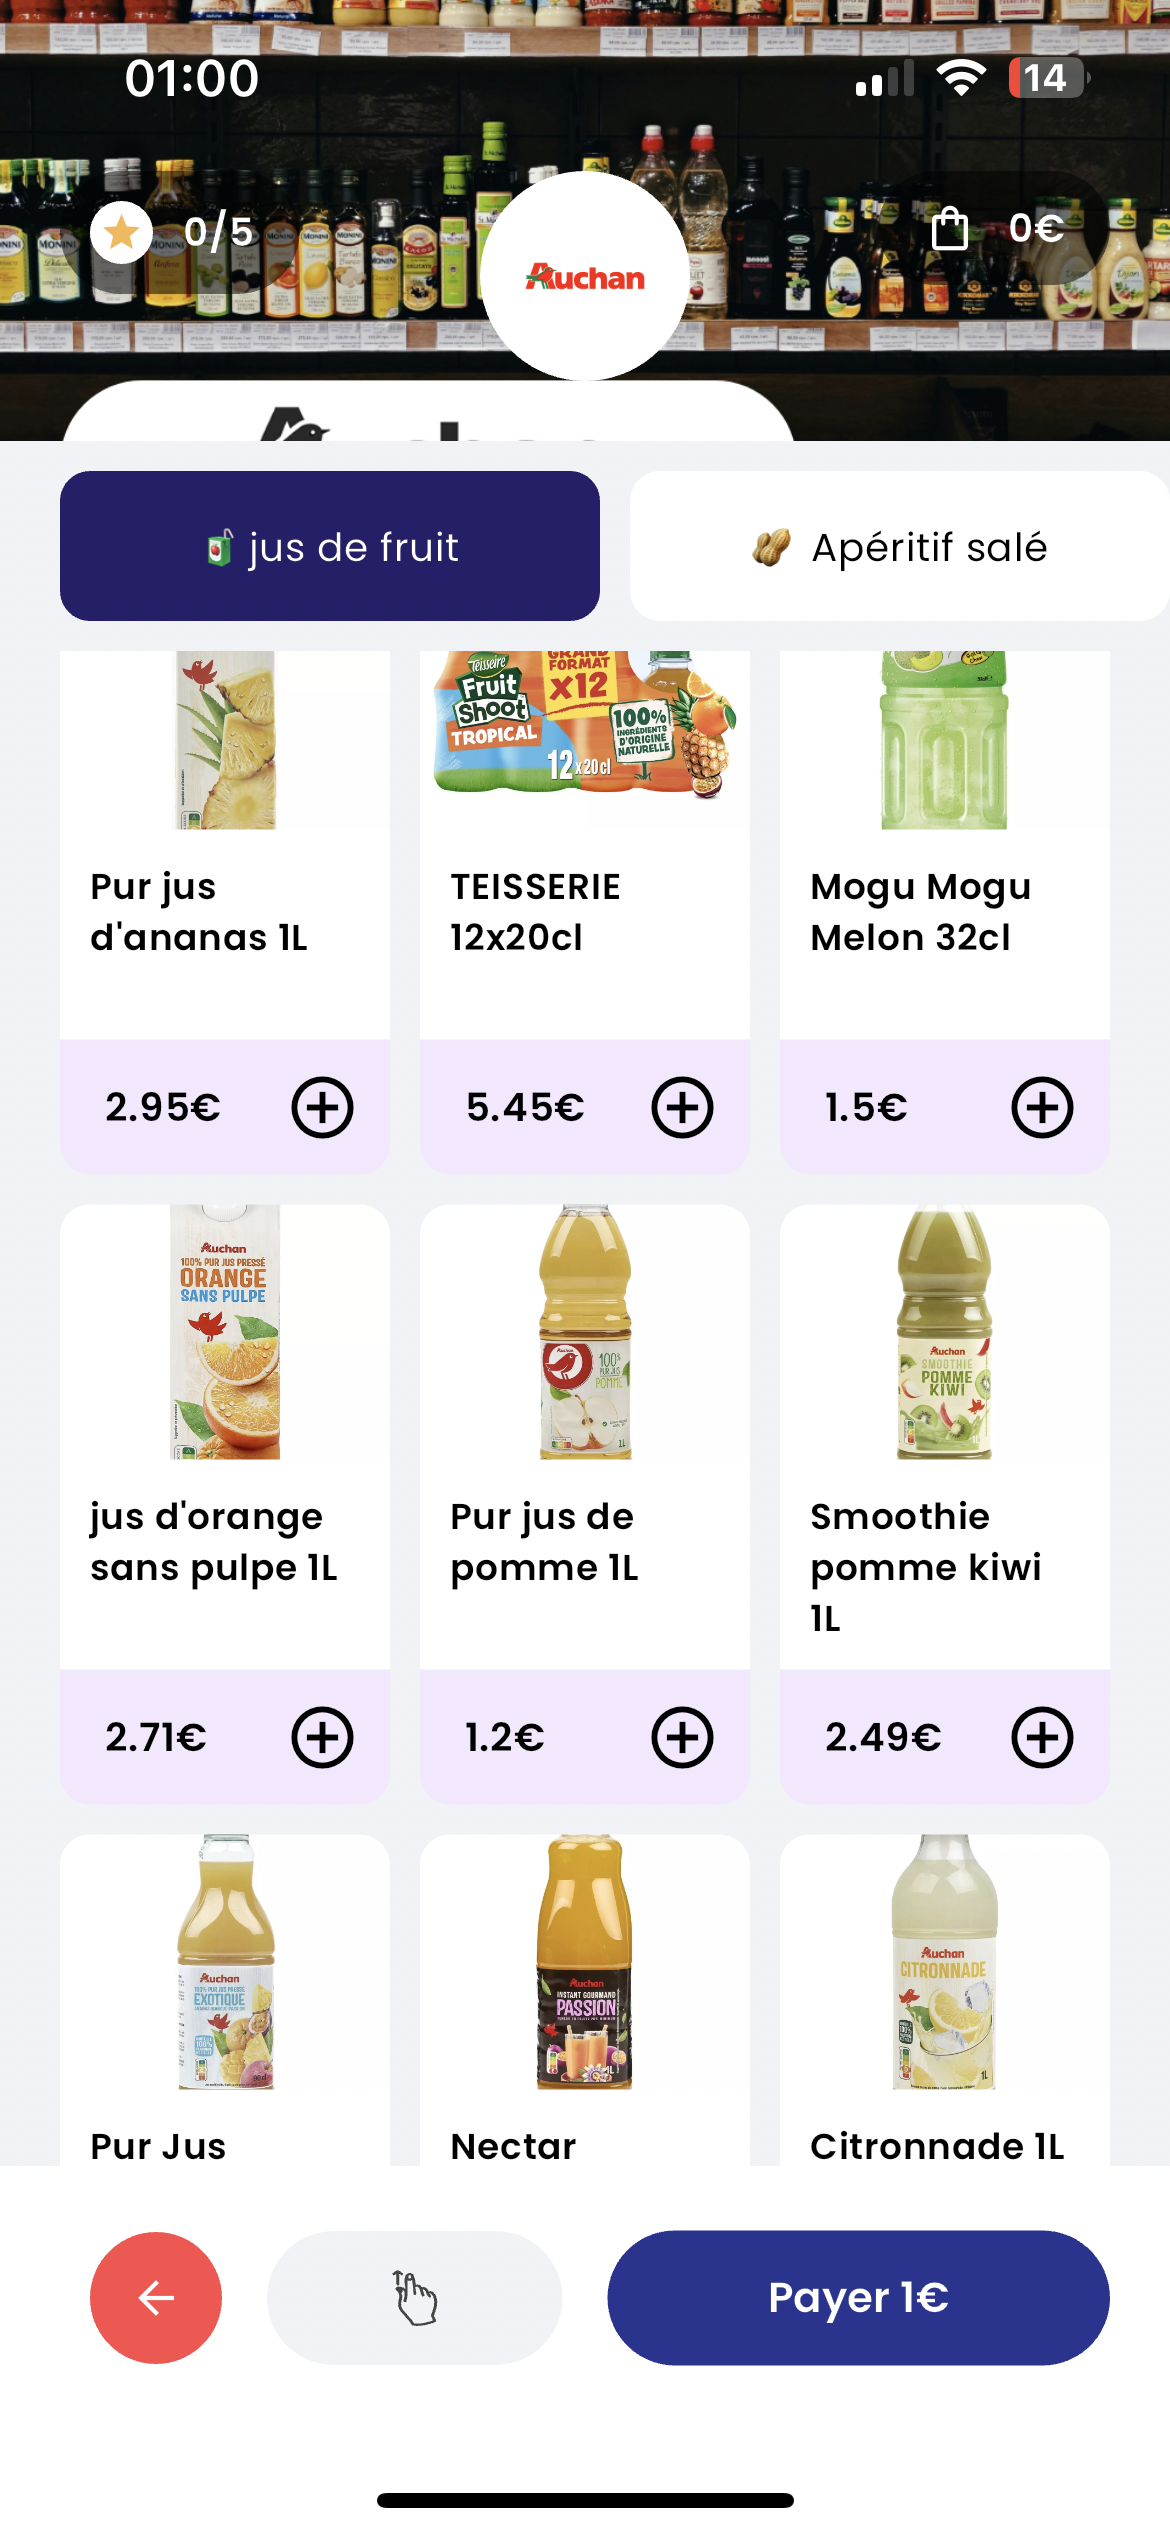 01:00
14
0/5
Auchan
0€
🧃 jus de fruit
🥜 Apéritif salé
Teisseire
Fruit
Shoot
TROPICAL
GRAND
FORMAT
X12
100%
INGRÉDIENTS
D'ORIGINE
NATURELLE
12x20cl
Pur jus
d'ananas 1L
TEISSERIE
12x20cl
Mogu Mogu
Melon 32cl
2.95€
5.45€
1.5€
Auchan
100% PUR JUS PRESSÉ
ORANGE
SANS PULPE
100%
PUR JUS
POMME
1L
Auchan
SMOOTHIE
POMME
KIWI
1L
jus d'orange
sans pulpe 1L
Pur jus de
pomme 1L
Smoothie
pomme kiwi
1L
2.71€
1.2€
2.49€
Auchan
100% PUR JUS PRESSÉ
EXOTIQUE
Auchan
INSTANT GOURMAND
PASSION
1L
Auchan
CITRONNADE
1L
Pur Jus
Nectar
Citronnade 1L
Payer 1€